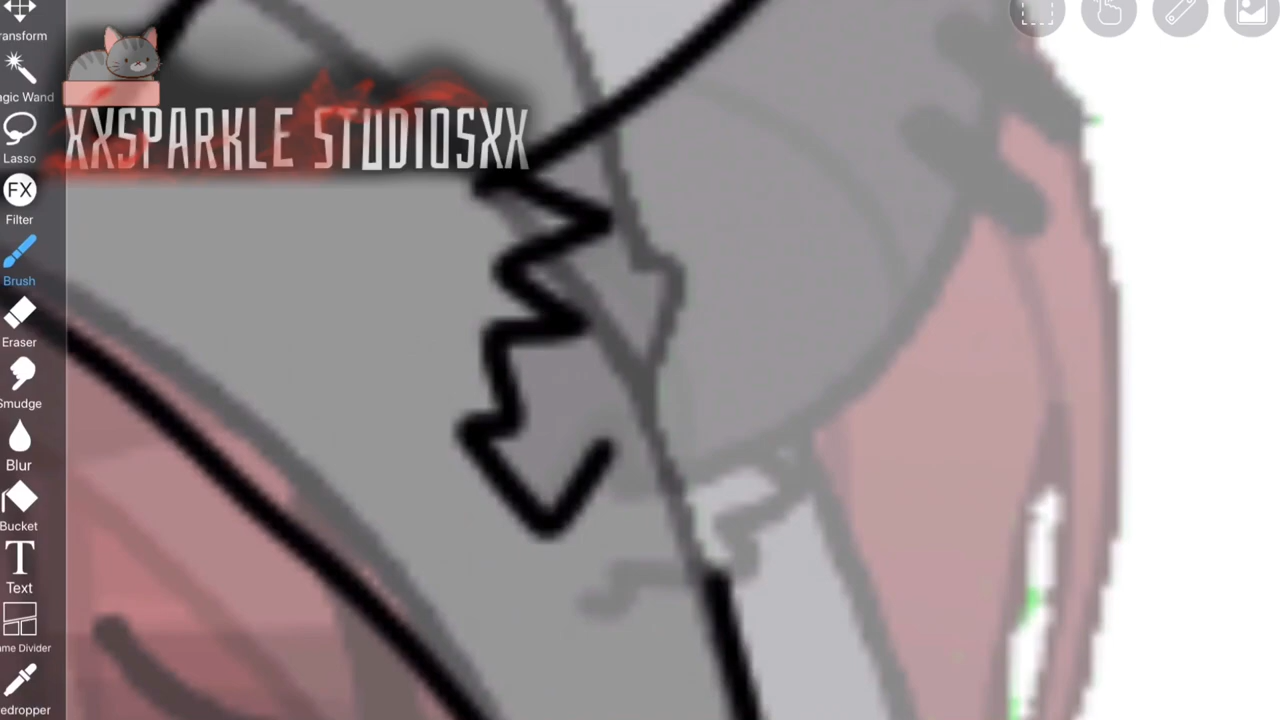 ransform
agic Wand
XXSPARKLE STUDIOSXX
Lasso
FX
Filter
Brush
Eraser
Smudge
Blur
Bucket
T
Text
ame Divider
edropper